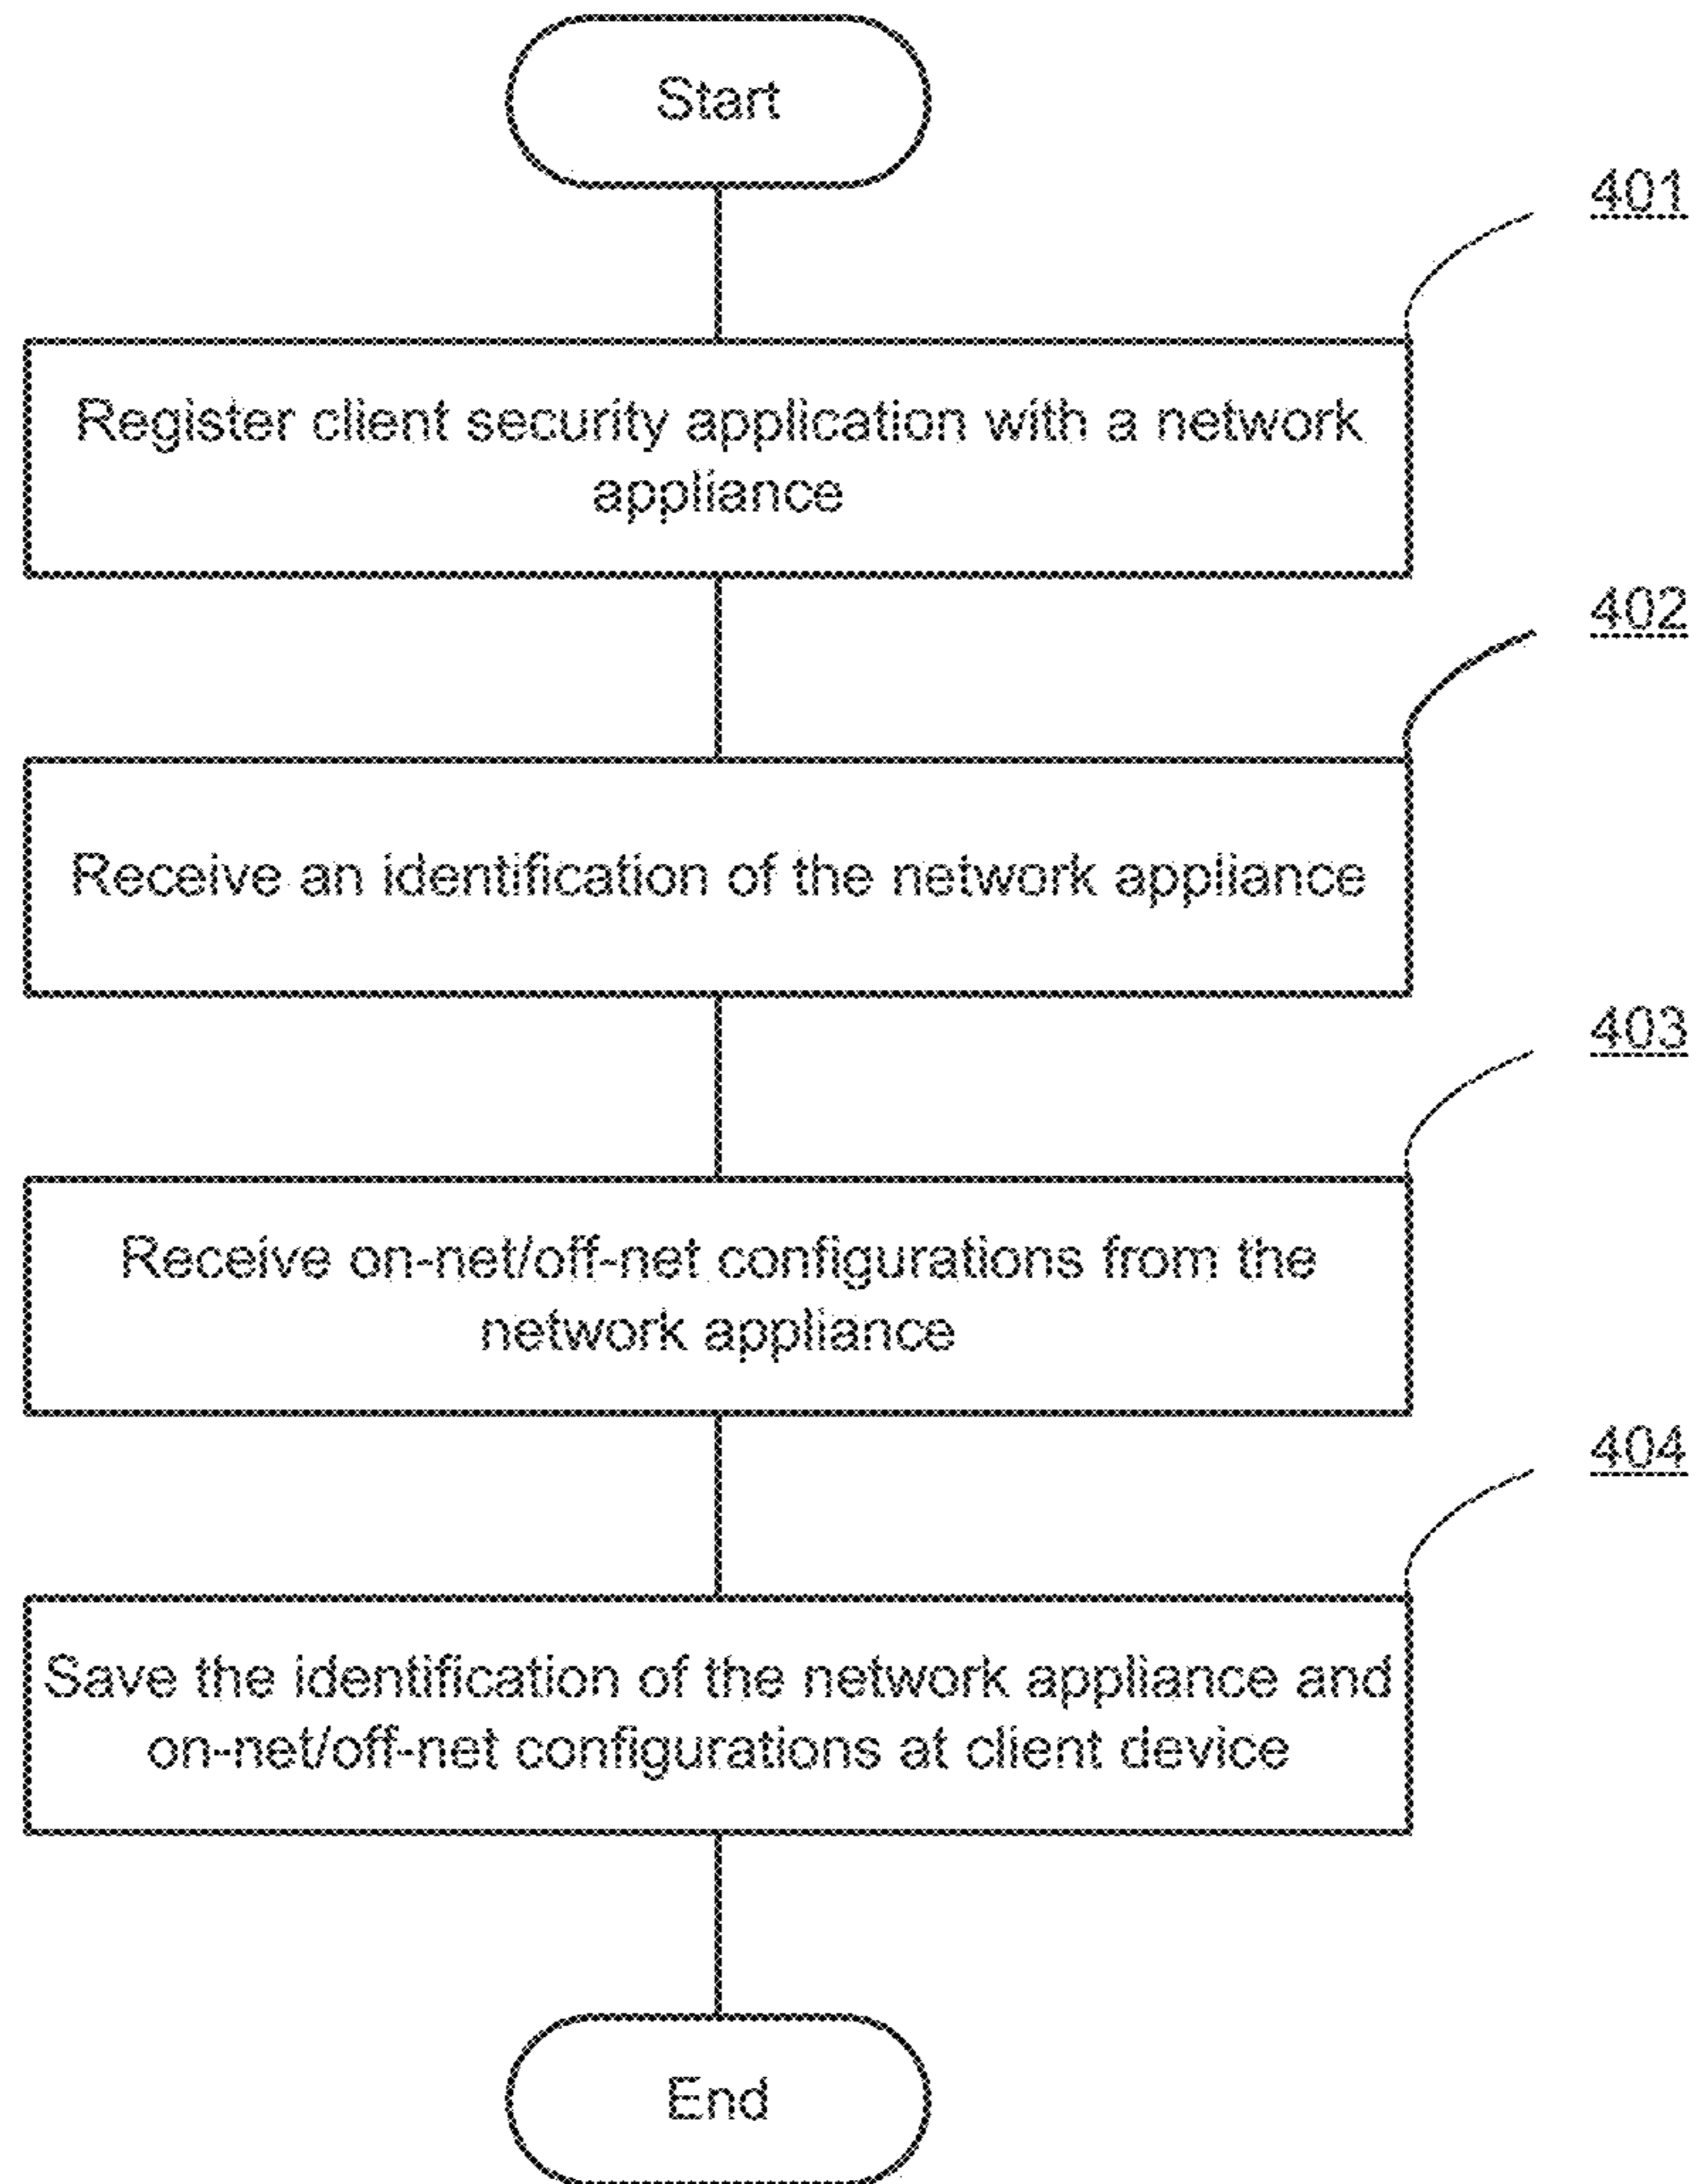 Start
401
Register client security application with a network
appliance
402
Receive an identification of the network appliance
403
Receive on-net/off-net configurations from the
network appliance
404
Save the identification of the network appliance and
on-net/off-net configurations at client device
End